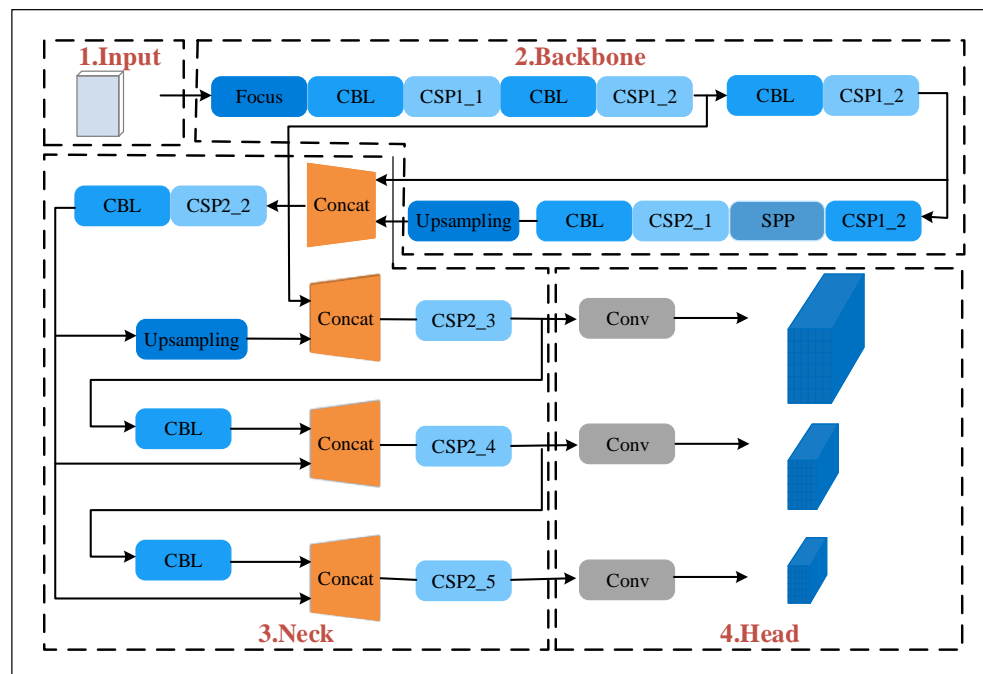 1.Input
2.Backbone
Focus
CBL
CSP1_1
CBL
CSP1_2
CBL
CSP1_2
CBL
CSP2_2
Concat
Upsampling
CBL
CSP2_1
SPP
CSP1_2
Upsampling
Concat
CSP2_3
Conv
CBL
Concat
CSP2_4
Conv
CBL
Concat
CSP2_5
Conv
3.Neck
4.Head